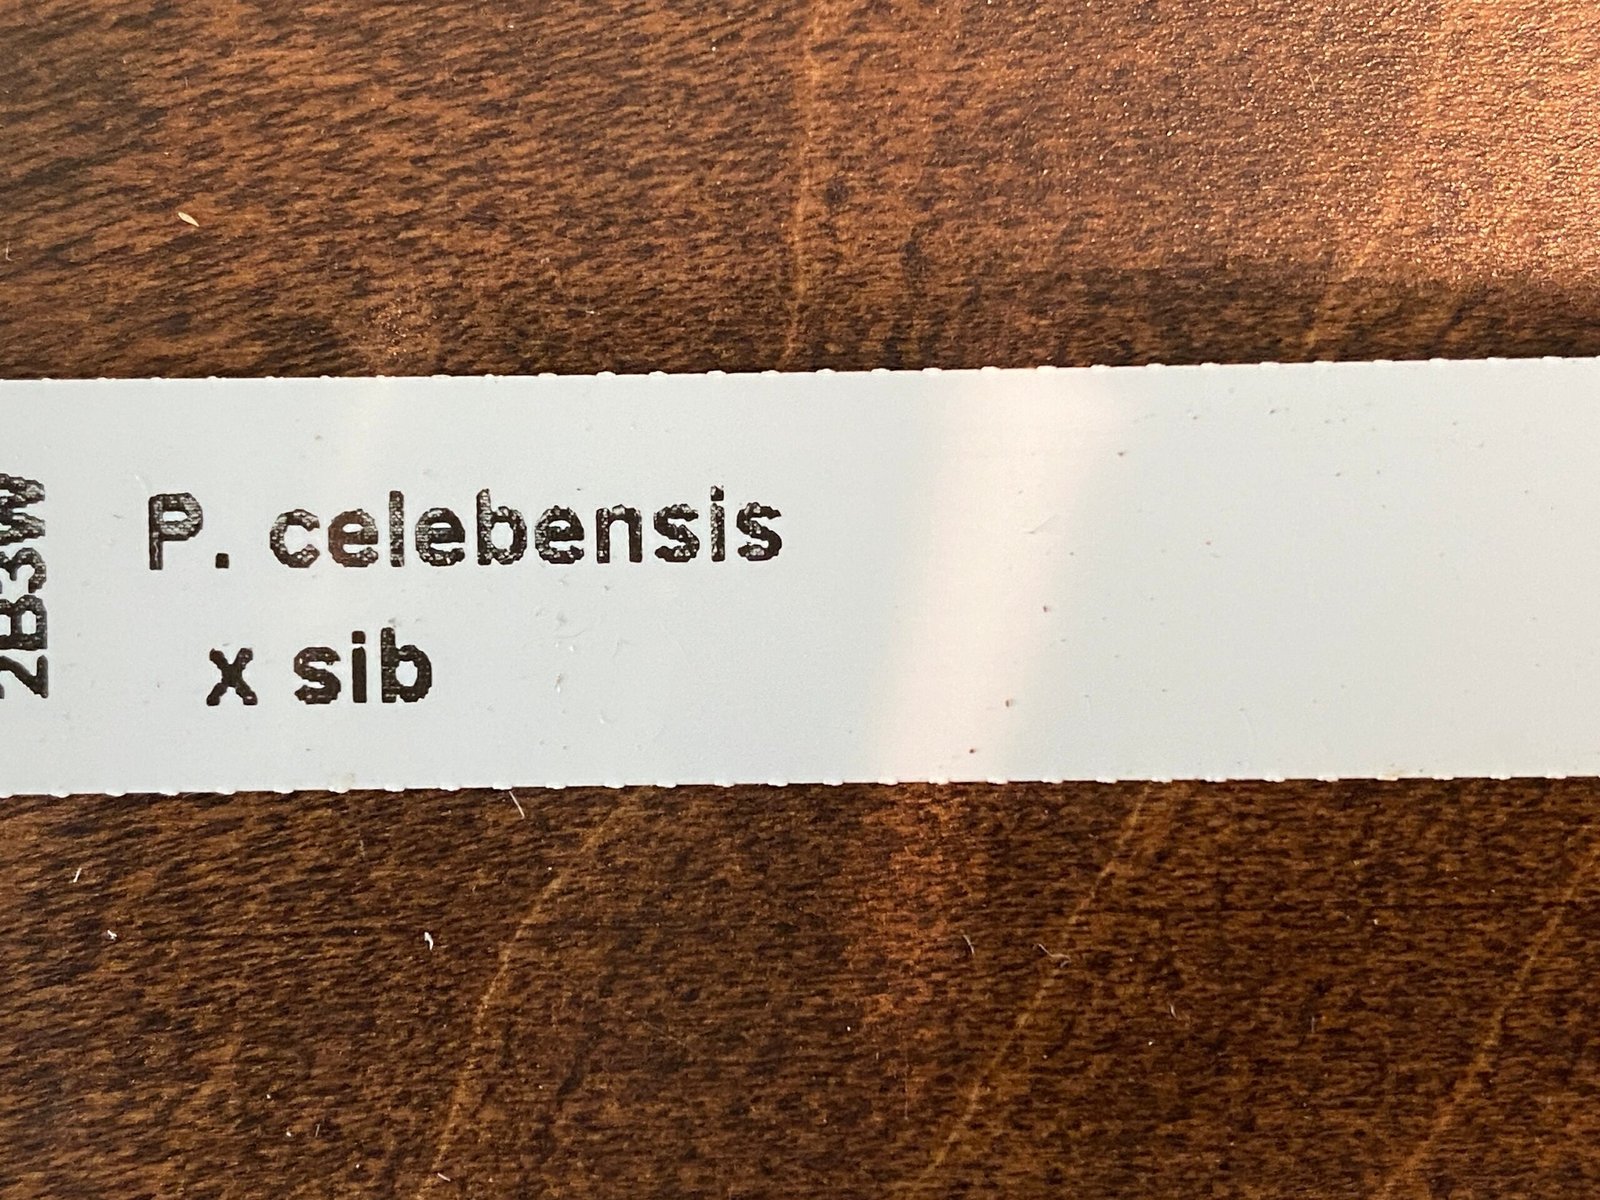 2B3W
P. celebensis
x sib